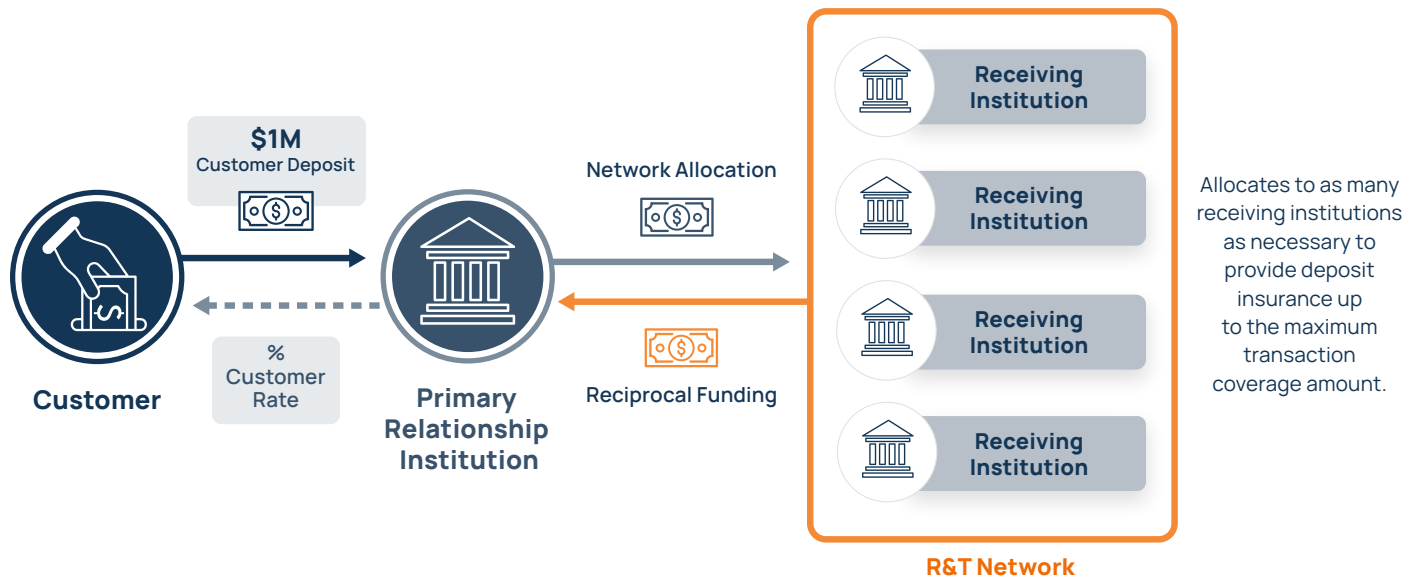 $1M
Customer Deposit
%
Customer
Rate
Customer
Primary
Relationship
Institution
Network Allocation
Reciprocal Funding
Receiving
Institution
Receiving
Institution
Receiving
Institution
Receiving
Institution
R&T Network
Allocates to as many
receiving institutions
as necessary to
provide deposit
insurance up
to the maximum
transaction
coverage amount.